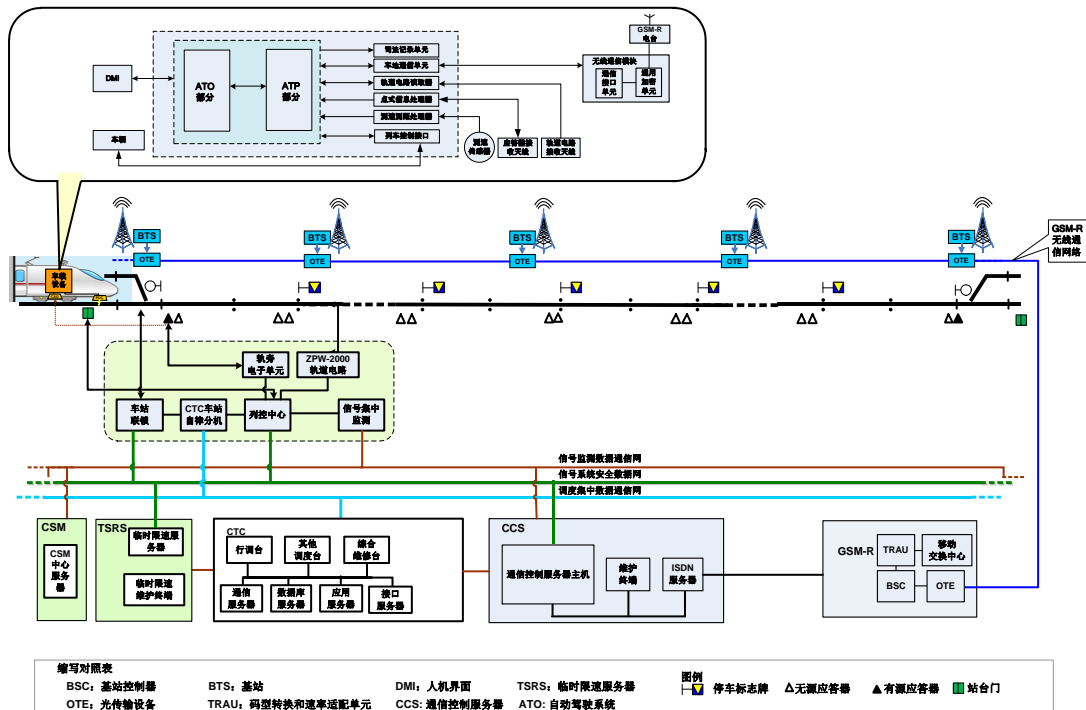 GSM-R
电台
无线通信模块
通信
接口
单元
通用
加密
单元
DMI
ATO
部分
ATP
部分
司法记录单元
车地通信单元
轨道电路读取器
点式信息处理器
测速测距处理器
列车控制接口
车辆
测速
传感器
应答器接
收天线
轨道电路
接收天线
BTS
BTS
BTS
BTS
BTS
OTE
OTE
OTE
OTE
OTE
GSM-R
无线通
信网络
车载
设备
轨旁
电子单元
ZPW-2000
轨道电路
车站
联锁
CTC车站
自律分机
列控中心
信号集中
监测
信号监测数据通信网
信号系统安全数据网
调度集中数据通信网
CSM
CSM
中心
服务
器
TSRS
临时限速服
务器
临时限速
维护终端
CTC
行调台
其他
调度台
综合
维修台
通信
服务器
数据库
服务器
应用
服务器
接口
服务器
CCS
通信控制服务器主机
维护
终端
ISDN
服务器
GSM-R
TRAU
移动
交换中心
BSC
OTE
缩写对照表
BSC：基站控制器
BTS：基站
DMI：人机界面
TSRS：临时限速服务器
OTE：光传输设备
TRAU：码型转换和速率适配单元
CCS: 通信控制服务器
ATO: 自动驾驶系统
图例
停车标志牌
无源应答器
有源应答器
站台门